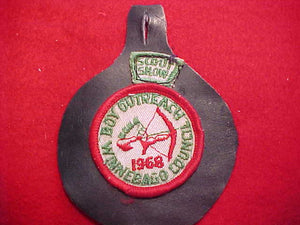 SCOUT
SHOW
BOY OUTREACH
1968
WINNEBAGO COUNCIL